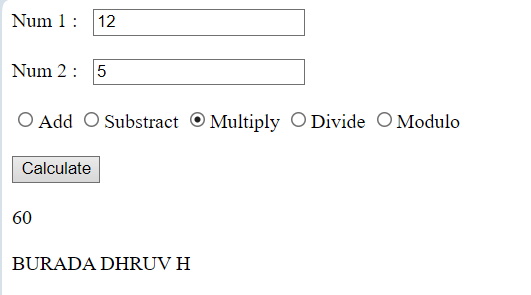 Num 1 : 12
Num 2 : 5
Add Substract Multiply Divide Modulo
Calculate
60
BURADA DHRUV H